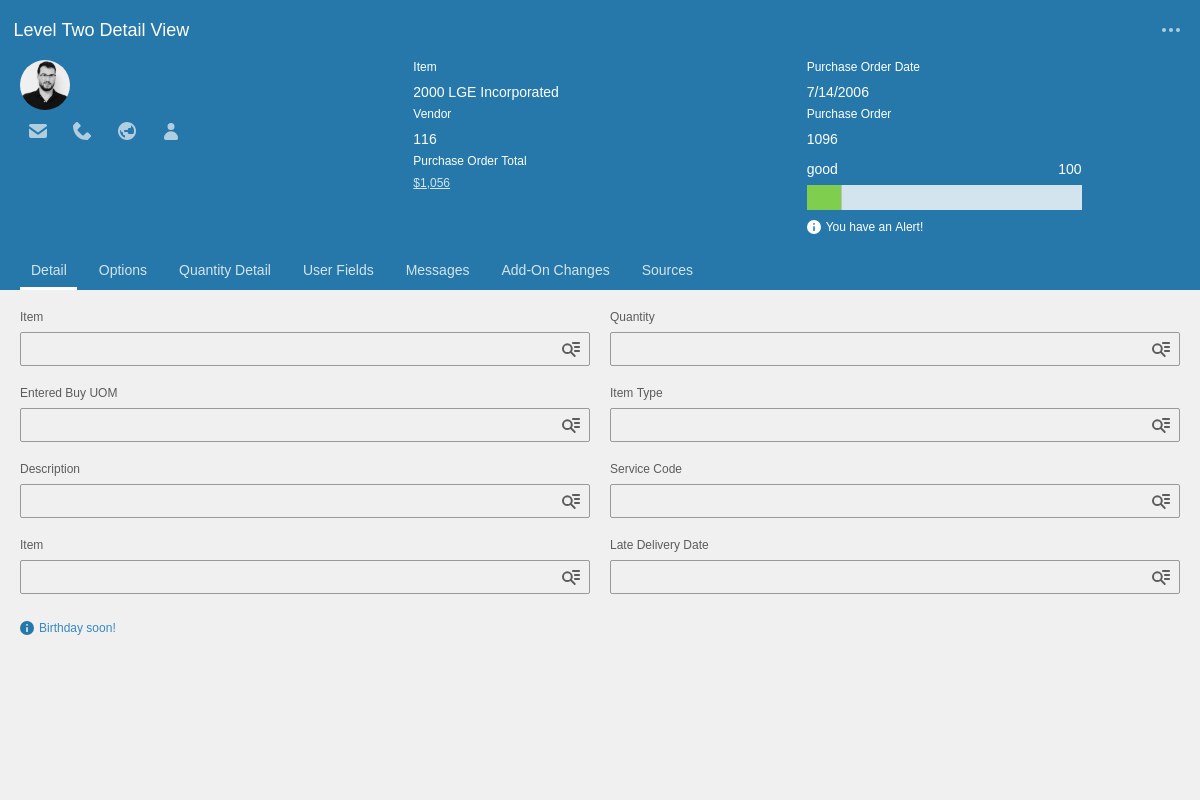 Level Two Detail View
Item
2000 LGE Incorporated
Vendor
116
Purchase Order Total
$1,056
Purchase Order Date
7/14/2006
Purchase Order
1096
good 100
You have an Alert!
Detail Options Quantity Detail User Fields Messages Add-On Changes Sources
Item
Quantity
Entered Buy UOM
Item Type
Description
Service Code
Item
Late Delivery Date
Birthday soon!